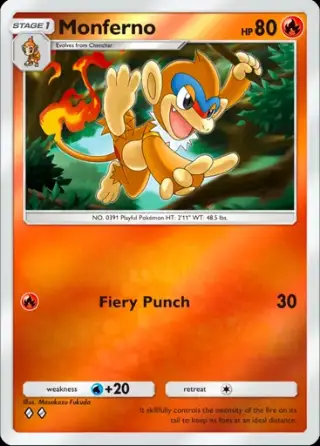 STAGE 1 Monferno HP 80
Evolves from Chimchar
NO. 0391 Playful Pokémon HT: 2'11" WT: 48.5 lbs.
Fiery Punch 30
weakness +20 retreat
Illus. Masakazu Fukuda
It skillfully controls the intensity of the fire on its
tail to keep its foes at an ideal distance.